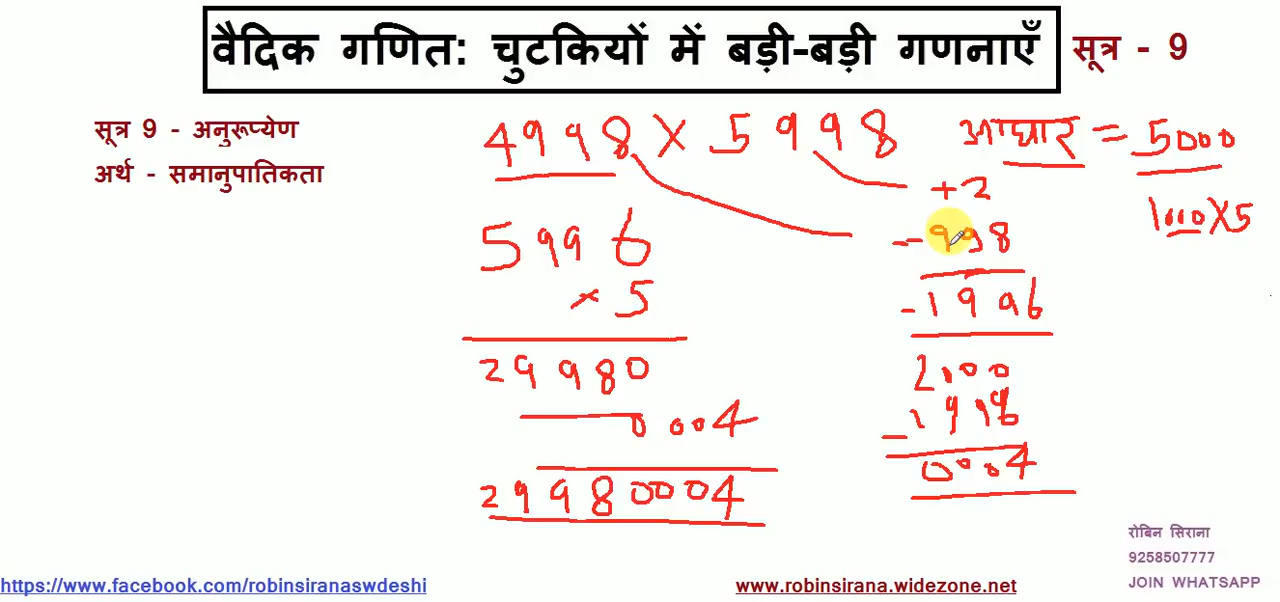 वैदिक गणित: चुटकियों में बड़ी-बड़ी गणनाएँ सूत्र - 9
सूत्र 9 - अनुरूप्येण
अर्थ - समानुपातिकता
4998 × 5998 आधार = 5000
+2
1000 × 5
-998
5996
× 5
-1996
29980
2000
0004
-1996
0004
29980004
रोबिन सिराना
9258507777
JOIN WHATSAPP
https://www.facebook.com/robinsiranaswdeshi
www.robinsirana.widezone.net